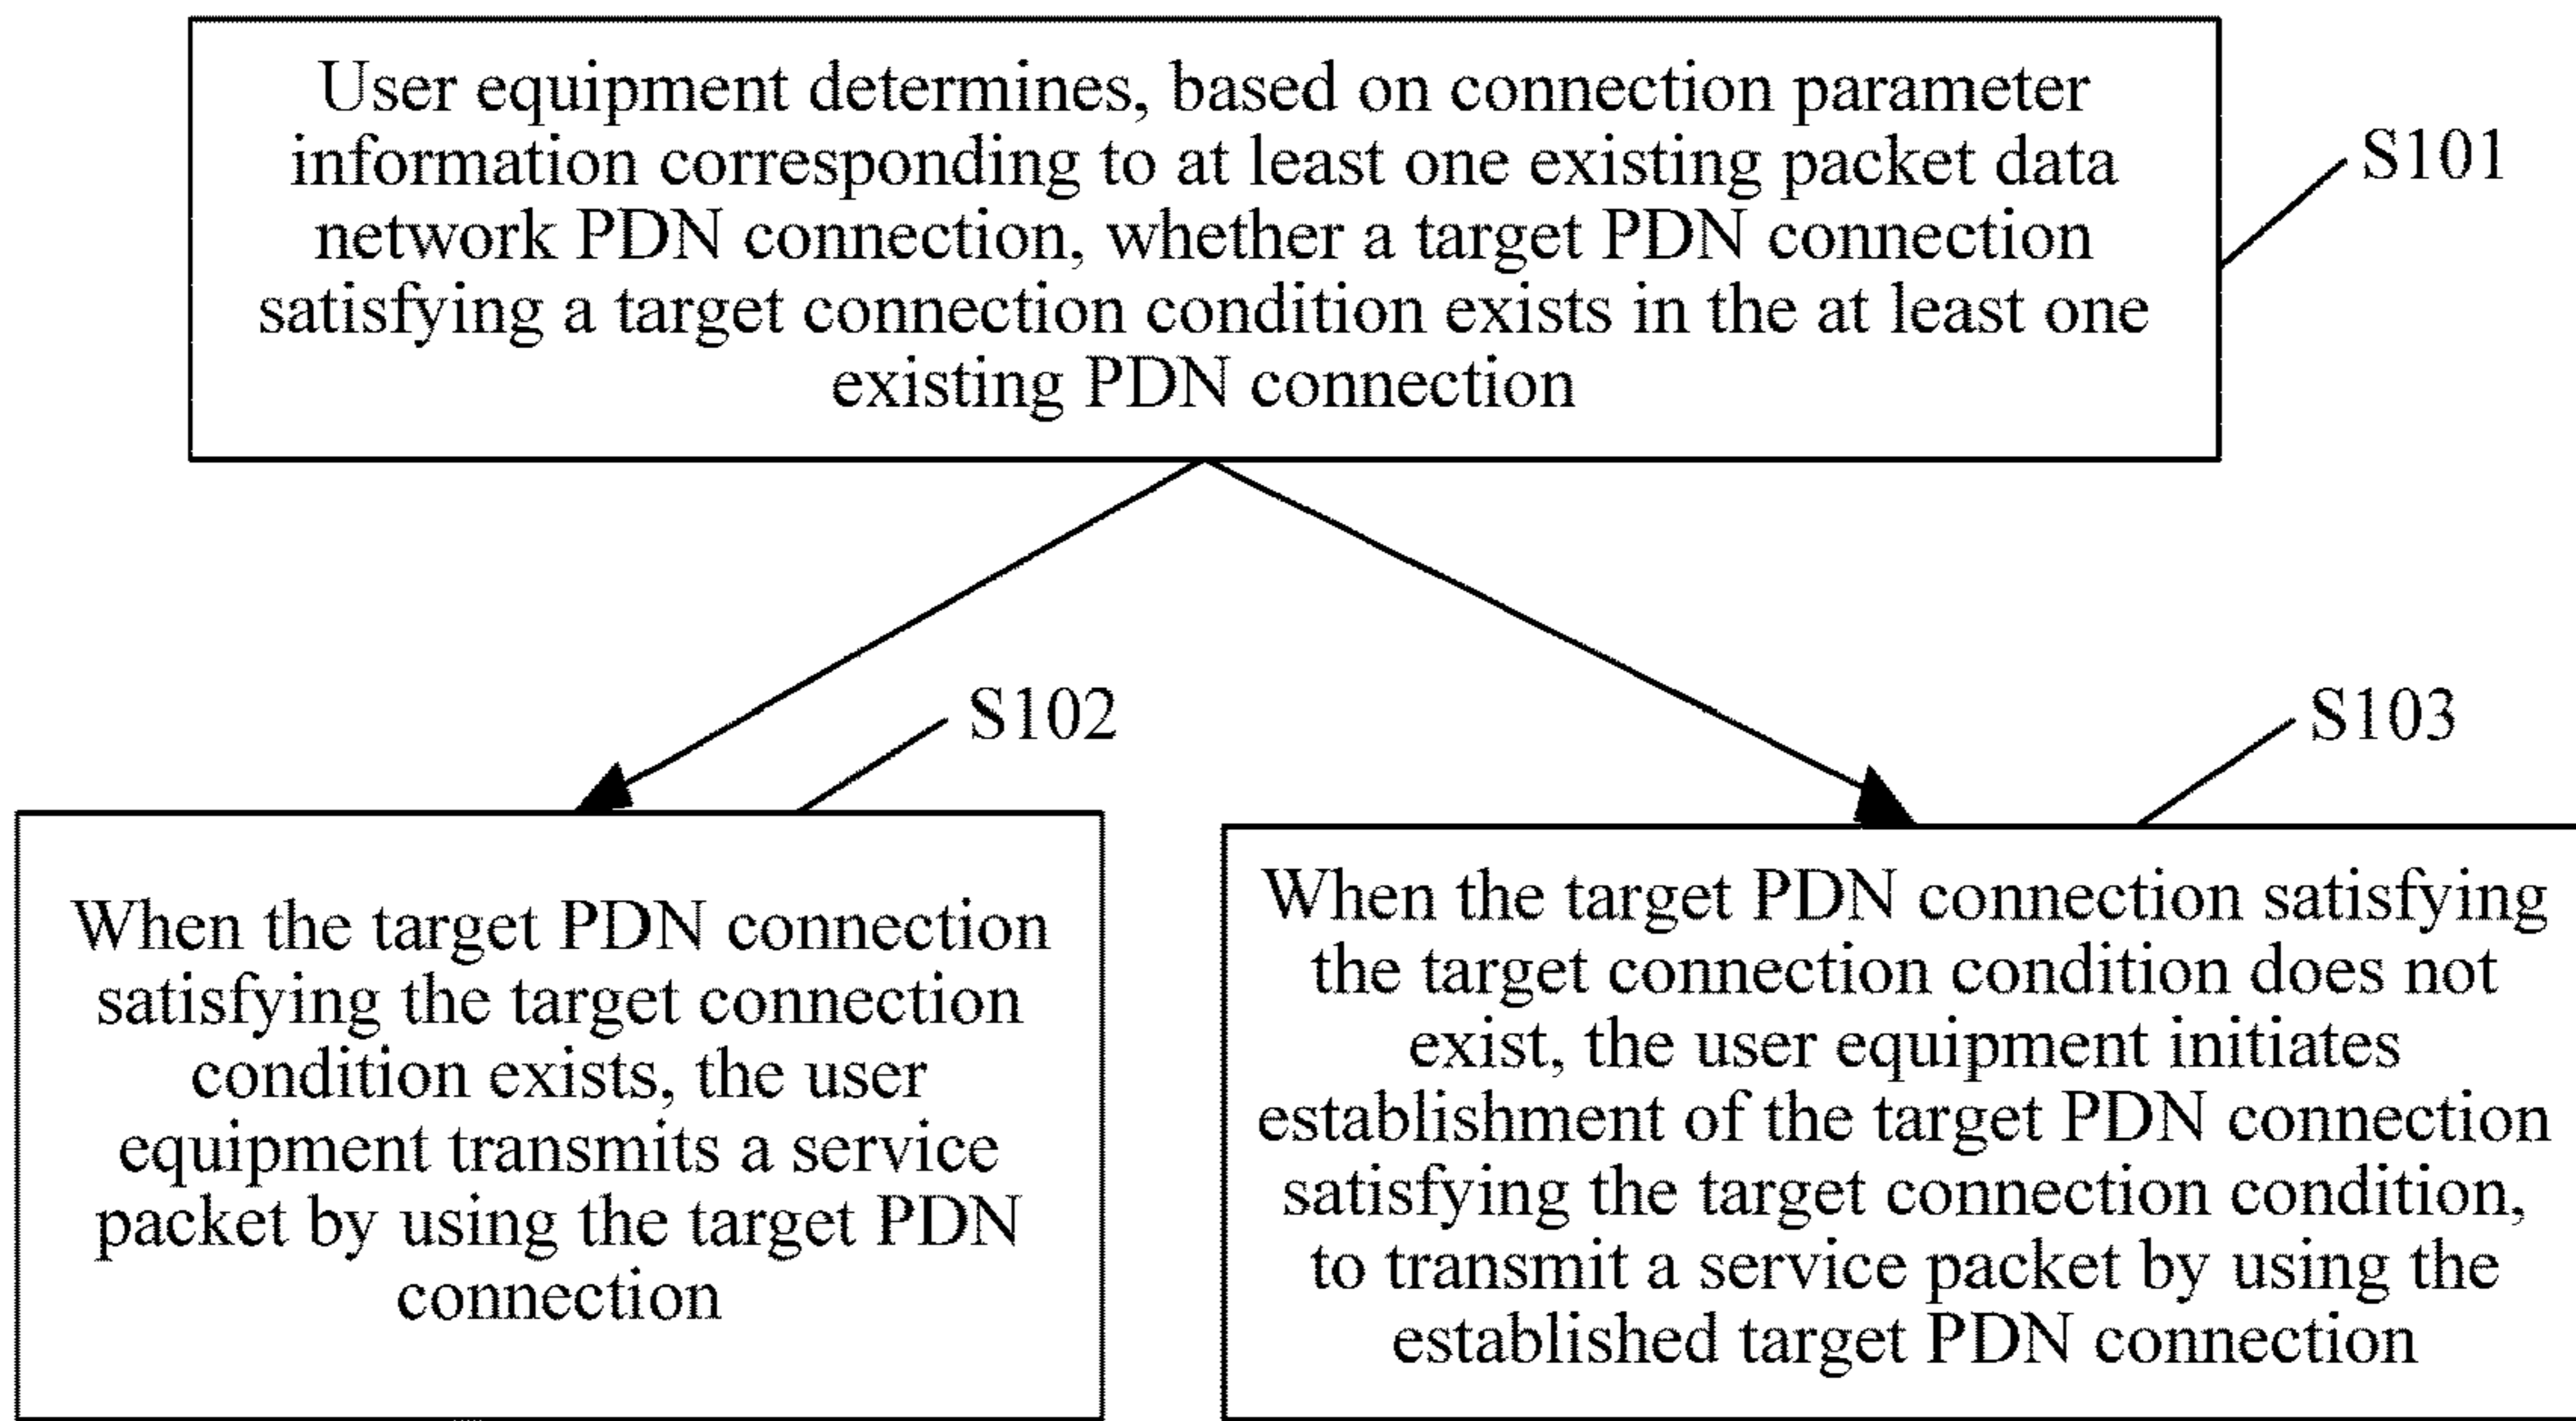 User equipment determines, based on connection parameter
information corresponding to at least one existing packet data
network PDN connection, whether a target PDN connection
satisfying a target connection condition exists in the at least one
existing PDN connection
S101
S102
When the target PDN connection
satisfying the target connection
condition exists, the user
equipment transmits a service
packet by using the target PDN
connection
S103
When the target PDN connection satisfying
the target connection condition does not
exist, the user equipment initiates
establishment of the target PDN connection
satisfying the target connection condition,
to transmit a service packet by using the
established target PDN connection